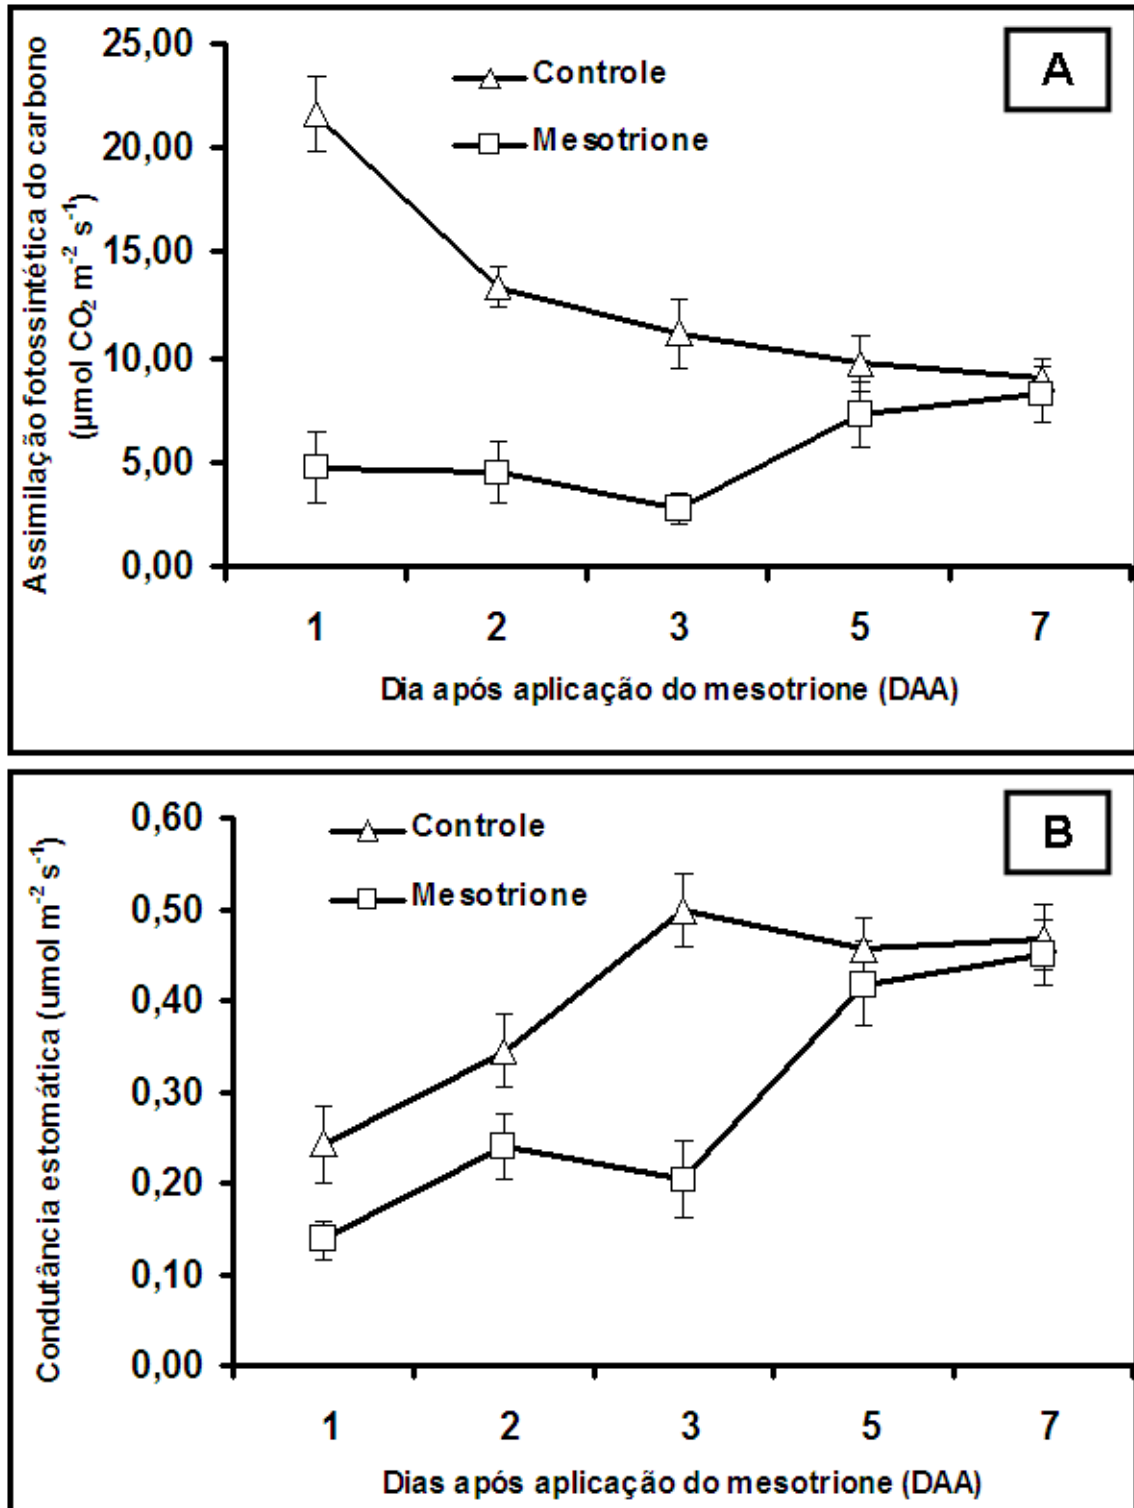 Assimilação fotossintética do carbono
(µmol CO₂ m⁻² s⁻¹)
25,00
20,00
15,00
10,00
5,00
0,00
Controle
Mesotrione
A
1 2 3 5 7
Dia após aplicação do mesotrione (DAA)
Condutância estomática (umol m⁻² s⁻¹)
0,60
0,50
0,40
0,30
0,20
0,10
0,00
Controle
Mesotrione
B
1 2 3 5 7
Dias após aplicação do mesotrione (DAA)